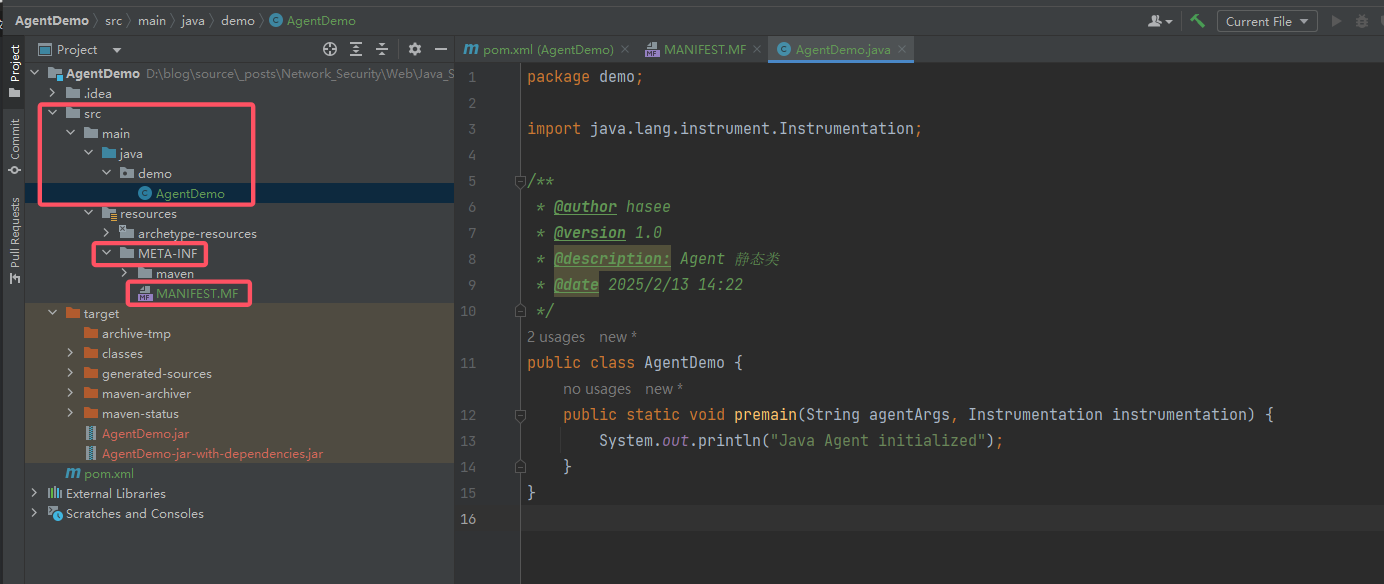 AgentDemo src main java demo AgentDemo
Current File
Project
Commit
Pull Requests
Project
AgentDemo D:\blog\source\_posts\Network_Security\Web\Java_S
.idea
src
main
java
demo
AgentDemo
resources
archetype-resources
META-INF
maven
MANIFEST.MF
target
archive-tmp
classes
generated-sources
maven-archiver
maven-status
AgentDemo.jar
AgentDemo-jar-with-dependencies.jar
pom.xml
External Libraries
Scratches and Consoles
pom.xml (AgentDemo) MANIFEST.MF AgentDemo.java
1 package demo;
2
3 import java.lang.instrument.Instrumentation;
4
5 /**
6 * @author hasee
7 * @version 1.0
8 * @description: Agent 静态类
9 * @date 2025/2/13 14:22
10 */
2 usages new *
11 public class AgentDemo {
no usages new *
12 public static void premain(String agentArgs, Instrumentation instrumentation) {
13 System.out.println("Java Agent initialized");
14 }
15 }
16